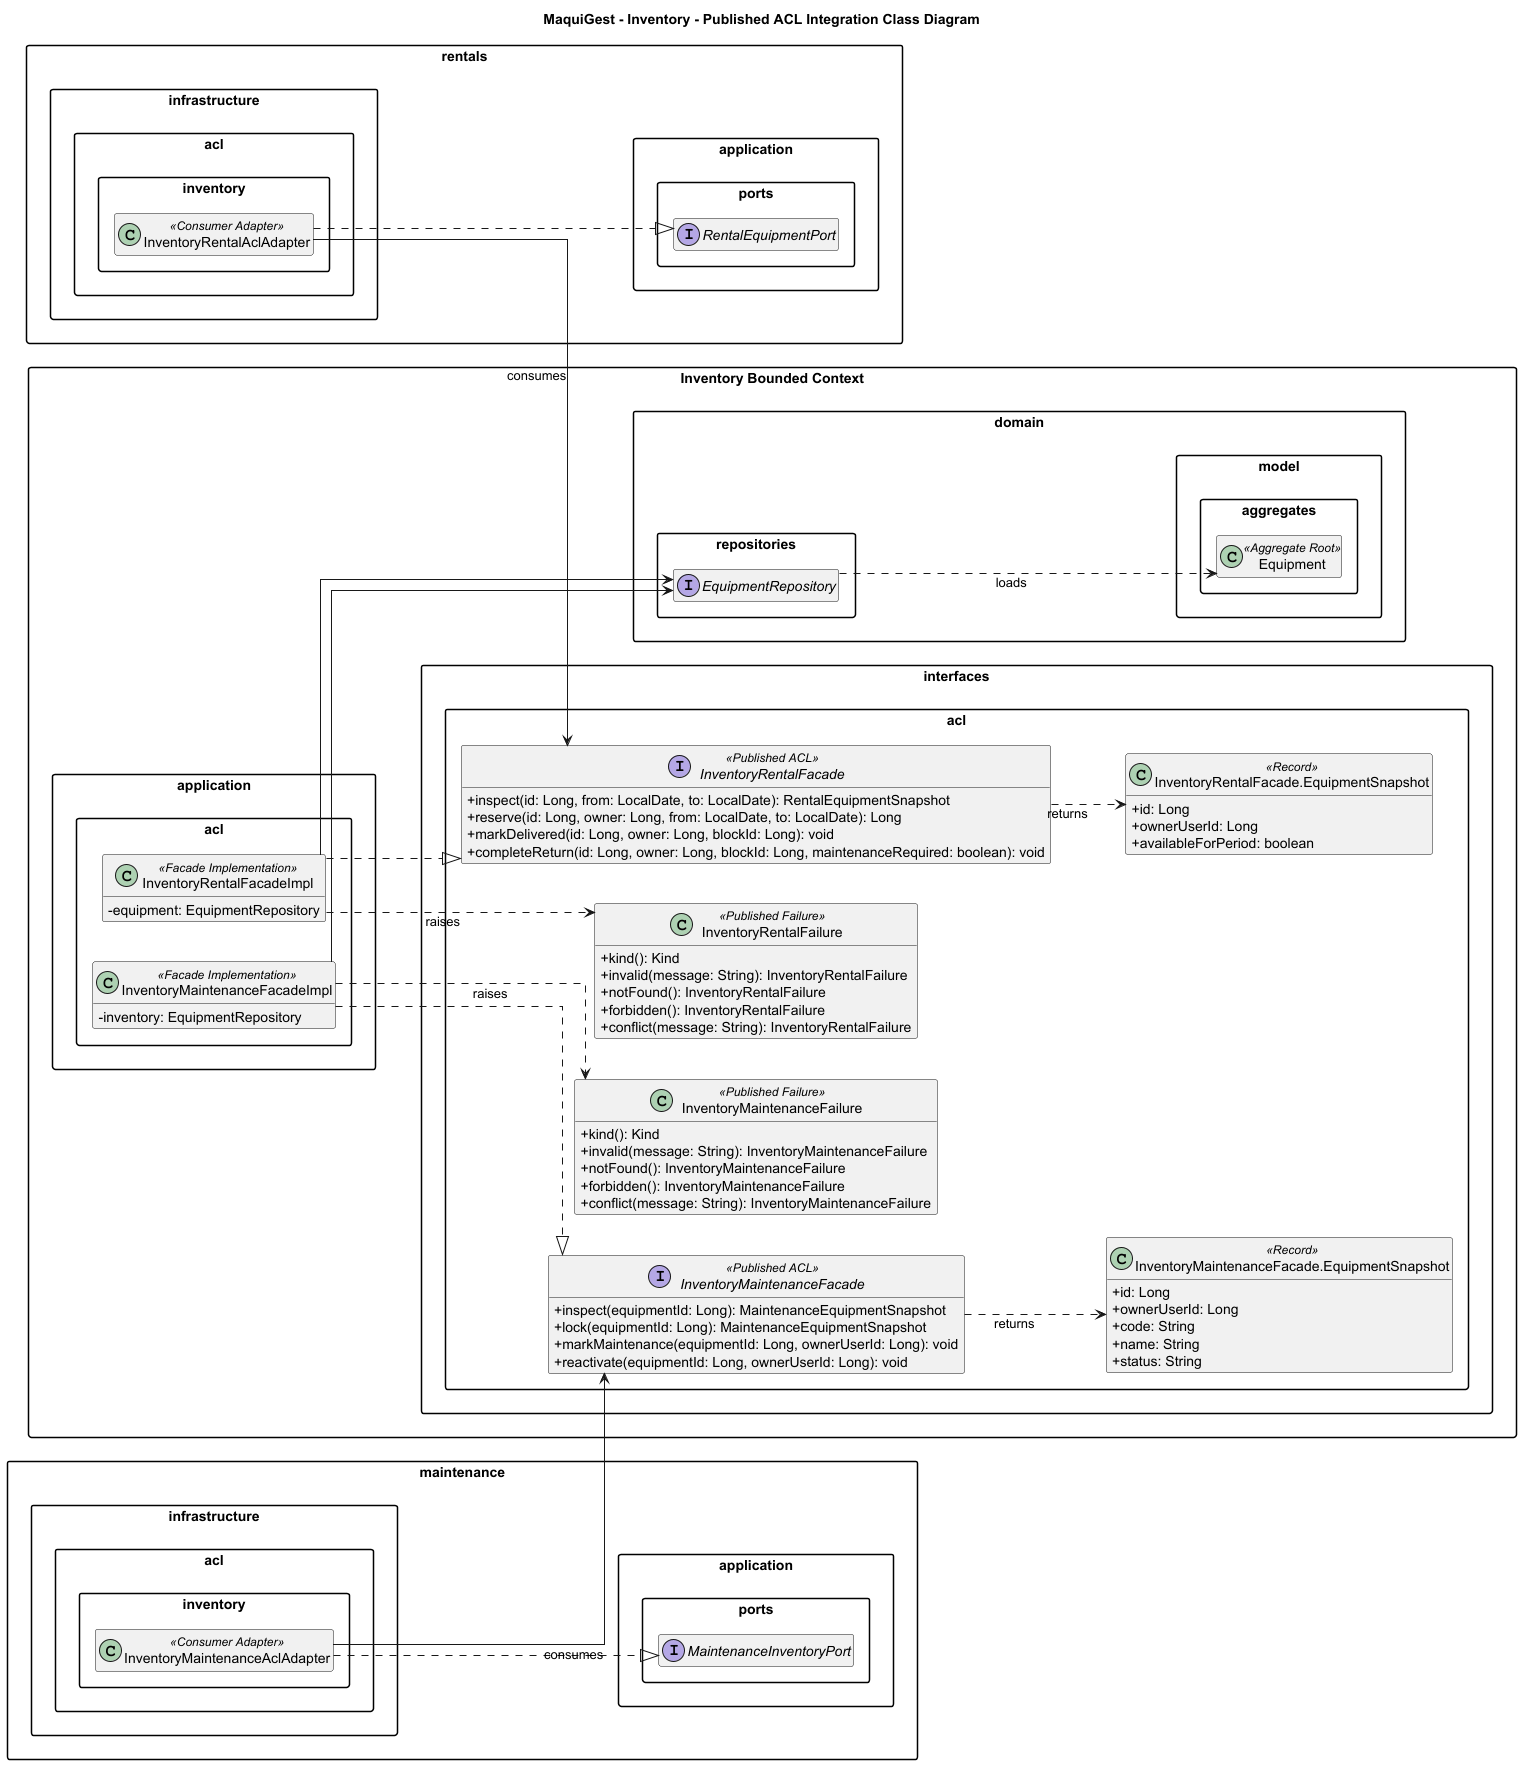 MaquiGest - Inventory - Published ACL Integration Class Diagram
rentals
infrastructure
acl
inventory
«Consumer Adapter»
InventoryRentalAclAdapter
application
ports
RentalEquipmentPort
consumes
Inventory Bounded Context
domain
model
aggregates
«Aggregate Root»
Equipment
repositories
EquipmentRepository
loads
interfaces
acl
«Published ACL»
InventoryRentalFacade
+inspect(id: Long, from: LocalDate, to: LocalDate): RentalEquipmentSnapshot
+reserve(id: Long, owner: Long, from: LocalDate, to: LocalDate): Long
+markDelivered(id: Long, owner: Long, blockId: Long): void
+completeReturn(id: Long, owner: Long, blockId: Long, maintenanceRequired: boolean): void
returns
«Record»
InventoryRentalFacade.EquipmentSnapshot
+id: Long
+ownerUserId: Long
+availableForPeriod: boolean
application
acl
«Facade Implementation»
InventoryRentalFacadeImpl
-equipment: EquipmentRepository
raises
«Facade Implementation»
InventoryMaintenanceFacadeImpl
-inventory: EquipmentRepository
raises
«Published Failure»
InventoryRentalFailure
+kind(): Kind
+invalid(message: String): InventoryRentalFailure
+notFound(): InventoryRentalFailure
+forbidden(): InventoryRentalFailure
+conflict(message: String): InventoryRentalFailure
«Published Failure»
InventoryMaintenanceFailure
+kind(): Kind
+invalid(message: String): InventoryMaintenanceFailure
+notFound(): InventoryMaintenanceFailure
+forbidden(): InventoryMaintenanceFailure
+conflict(message: String): InventoryMaintenanceFailure
«Published ACL»
InventoryMaintenanceFacade
+inspect(equipmentId: Long): MaintenanceEquipmentSnapshot
+lock(equipmentId: Long): MaintenanceEquipmentSnapshot
+markMaintenance(equipmentId: Long, ownerUserId: Long): void
+reactivate(equipmentId: Long, ownerUserId: Long): void
returns
«Record»
InventoryMaintenanceFacade.EquipmentSnapshot
+id: Long
+ownerUserId: Long
+code: String
+name: String
+status: String
maintenance
infrastructure
acl
inventory
«Consumer Adapter»
InventoryMaintenanceAclAdapter
consumes
application
ports
MaintenanceInventoryPort